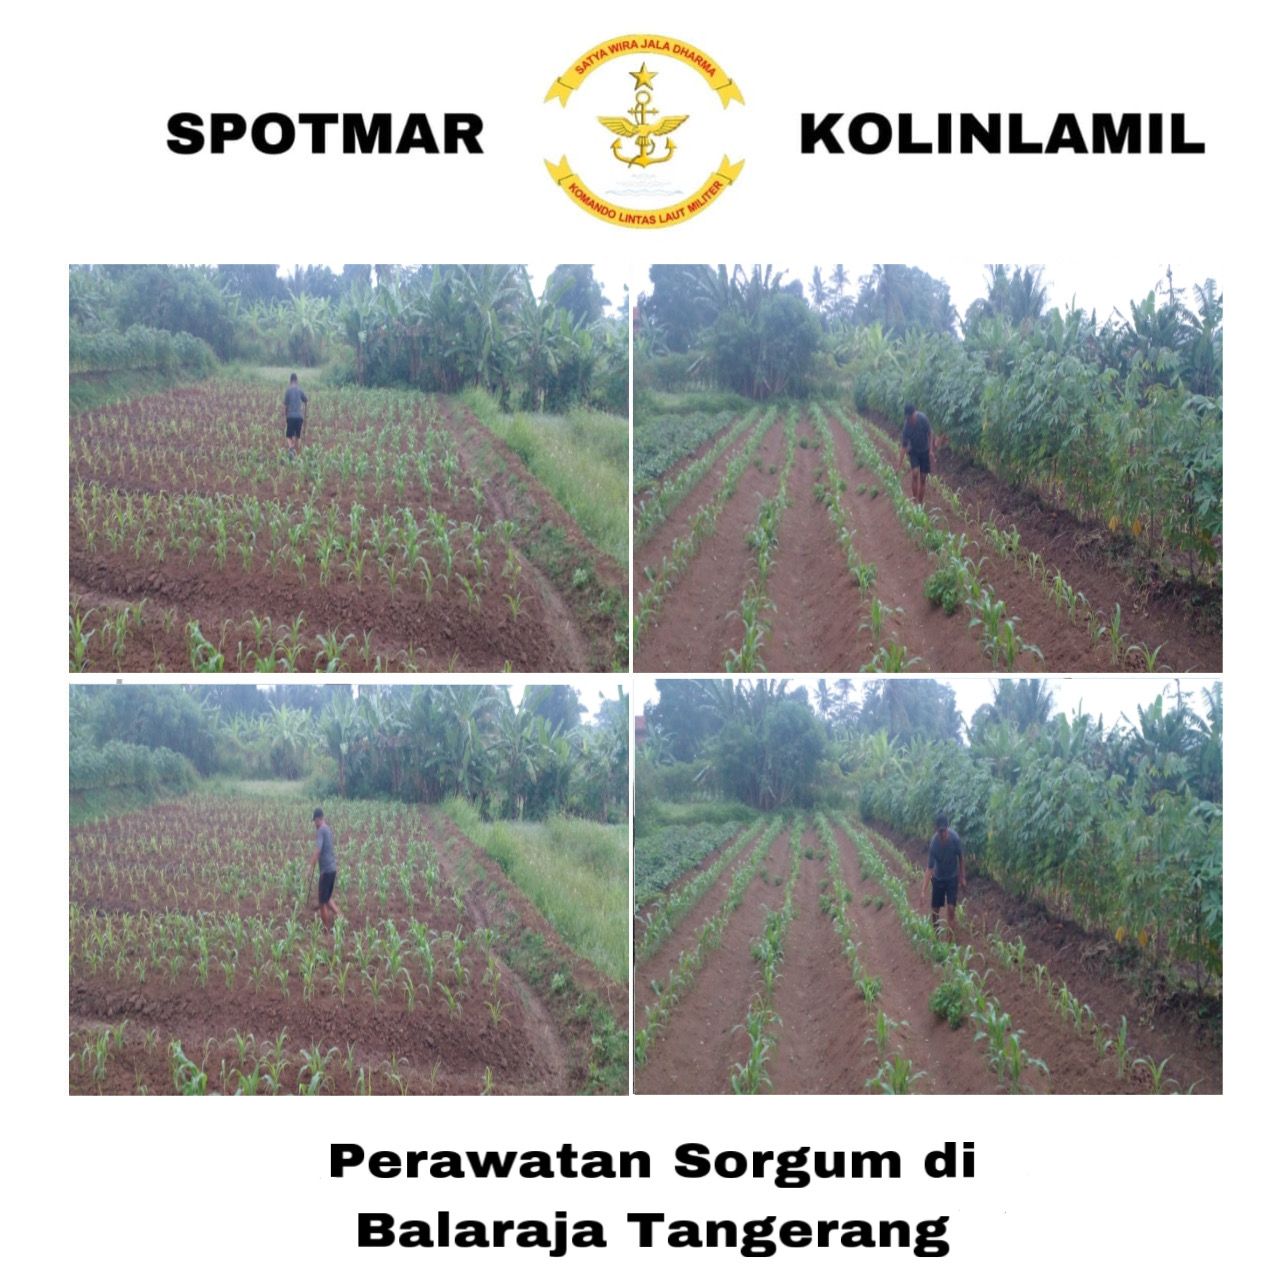 SPOTMAR
SATYA WIRA JALA DHARMA
KOMANDO LINTAS LAUT MILITER
KOLINLAMIL
Perawatan Sorgum di
Balaraja Tangerang